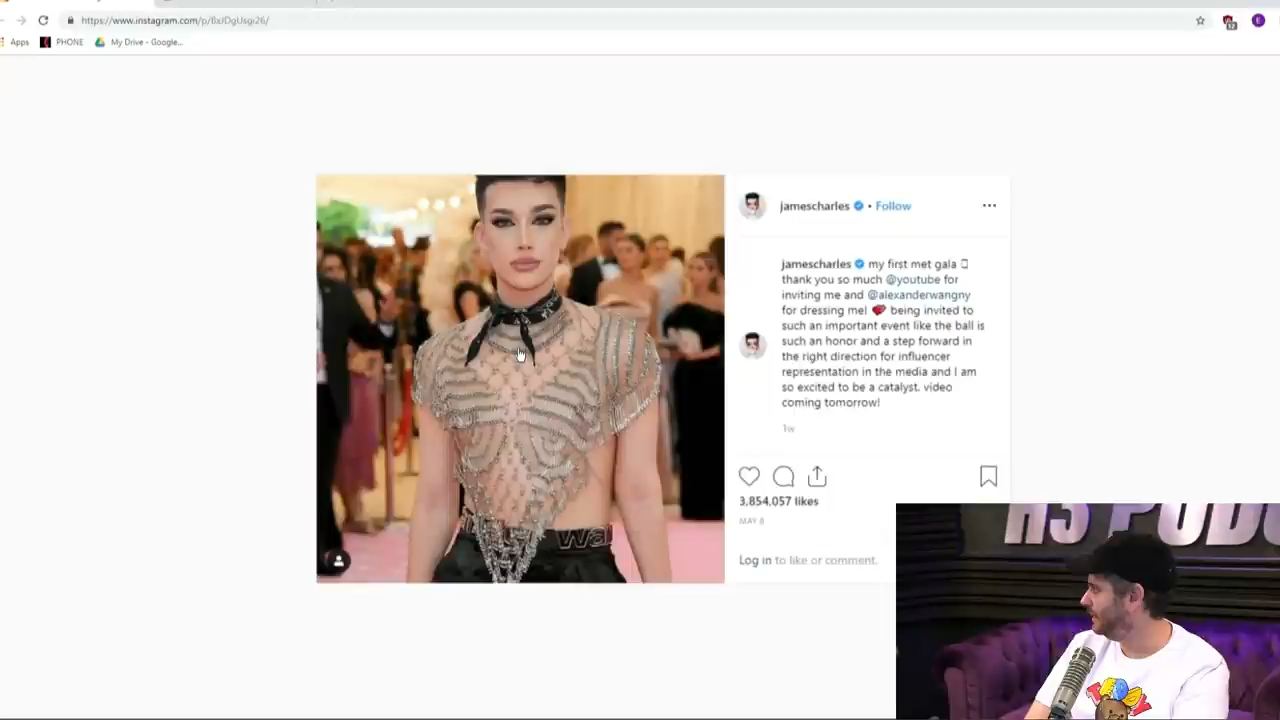 https://www.instagram.com/p/BxJDgUsgi26/
Apps
PHONE
My Drive - Google...
jamescharles • Follow
jamescharles my first met gala
thank you so much @youtube for
inviting me and @alexanderwangny
for dressing me! being invited to
such an important event like the ball is
such an honor and a step forward in
the right direction for influencer
representation in the media and I am
so excited to be a catalyst. video
coming tomorrow!
1w
3,854,057 likes
MAY 8
Log in to like or comment.
H3 PODC
wa